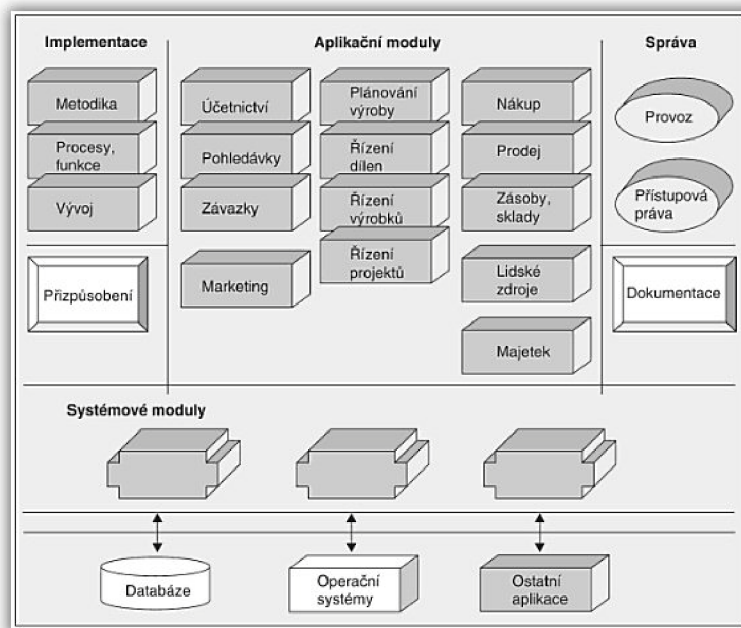 Implementace
Aplikační moduly
Správa
Metodika
Procesy,
funkce
Vývoj
Přizpůsobení
Účetnictví
Pohledávky
Závazky
Marketing
Plánování
výroby
Řízení
dílen
Řízení
výrobků
Řízení
projektů
Nákup
Prodej
Zásoby,
sklady
Lidské
zdroje
Majetek
Provoz
Přístupová
práva
Dokumentace
Systémové moduly
Databáze
Operační
systémy
Ostatní
aplikace